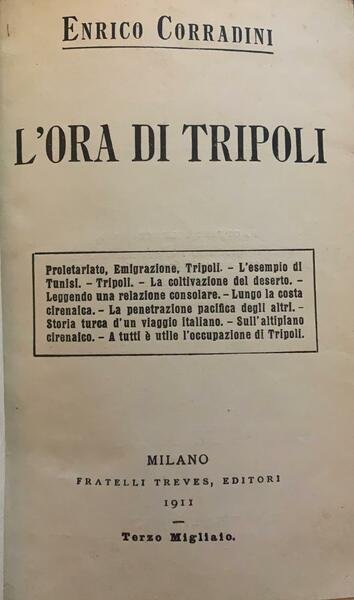 ENRICO CORRADINI
L'ORA DI TRIPOLI
Proletariato, Emigrazione, Tripoli. - L'esempio di
Tunisi. - Tripoli. - La coltivazione del deserto. -
Leggendo una relazione consolare. - Lungo la costa
cirenaica. - La penetrazione pacifica degli altri. -
Storia turca d'un viaggio italiano. - Sull'altipiano
cirenaico. - A tutti è utile l'occupazione di Tripoli.
MILANO
FRATELLI TREVES, EDITORI
1911
Terzo Migliaio.